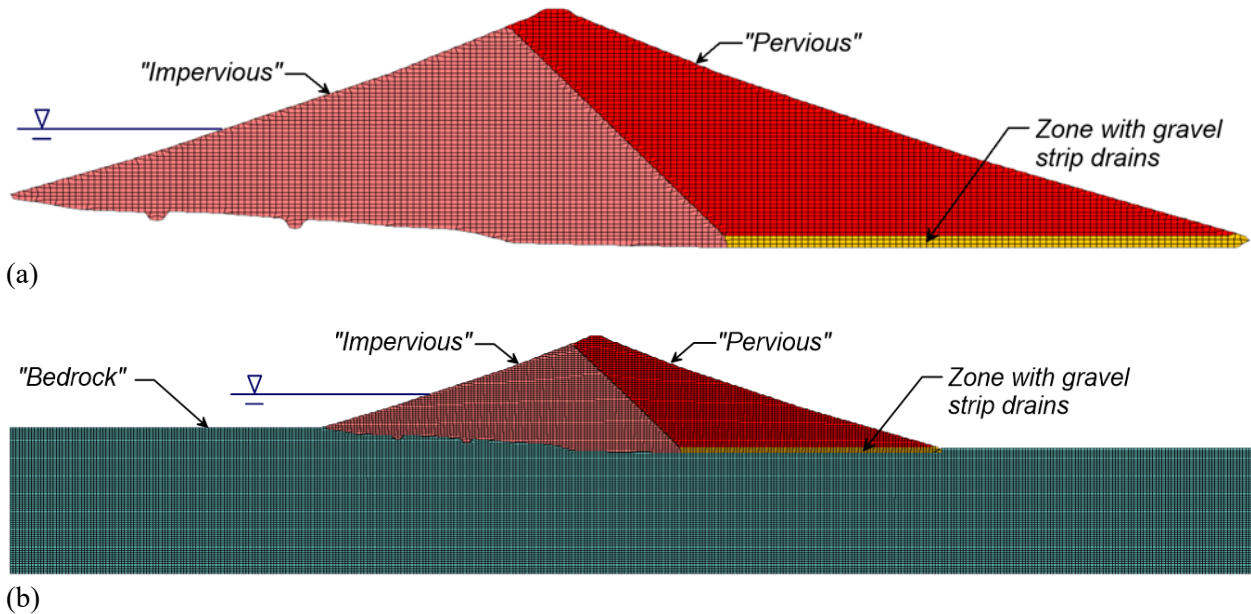 "Impervious"
"Pervious"
Zone with gravel
strip drains
(a)
"Impervious"
"Pervious"
"Bedrock"
Zone with gravel
strip drains
(b)